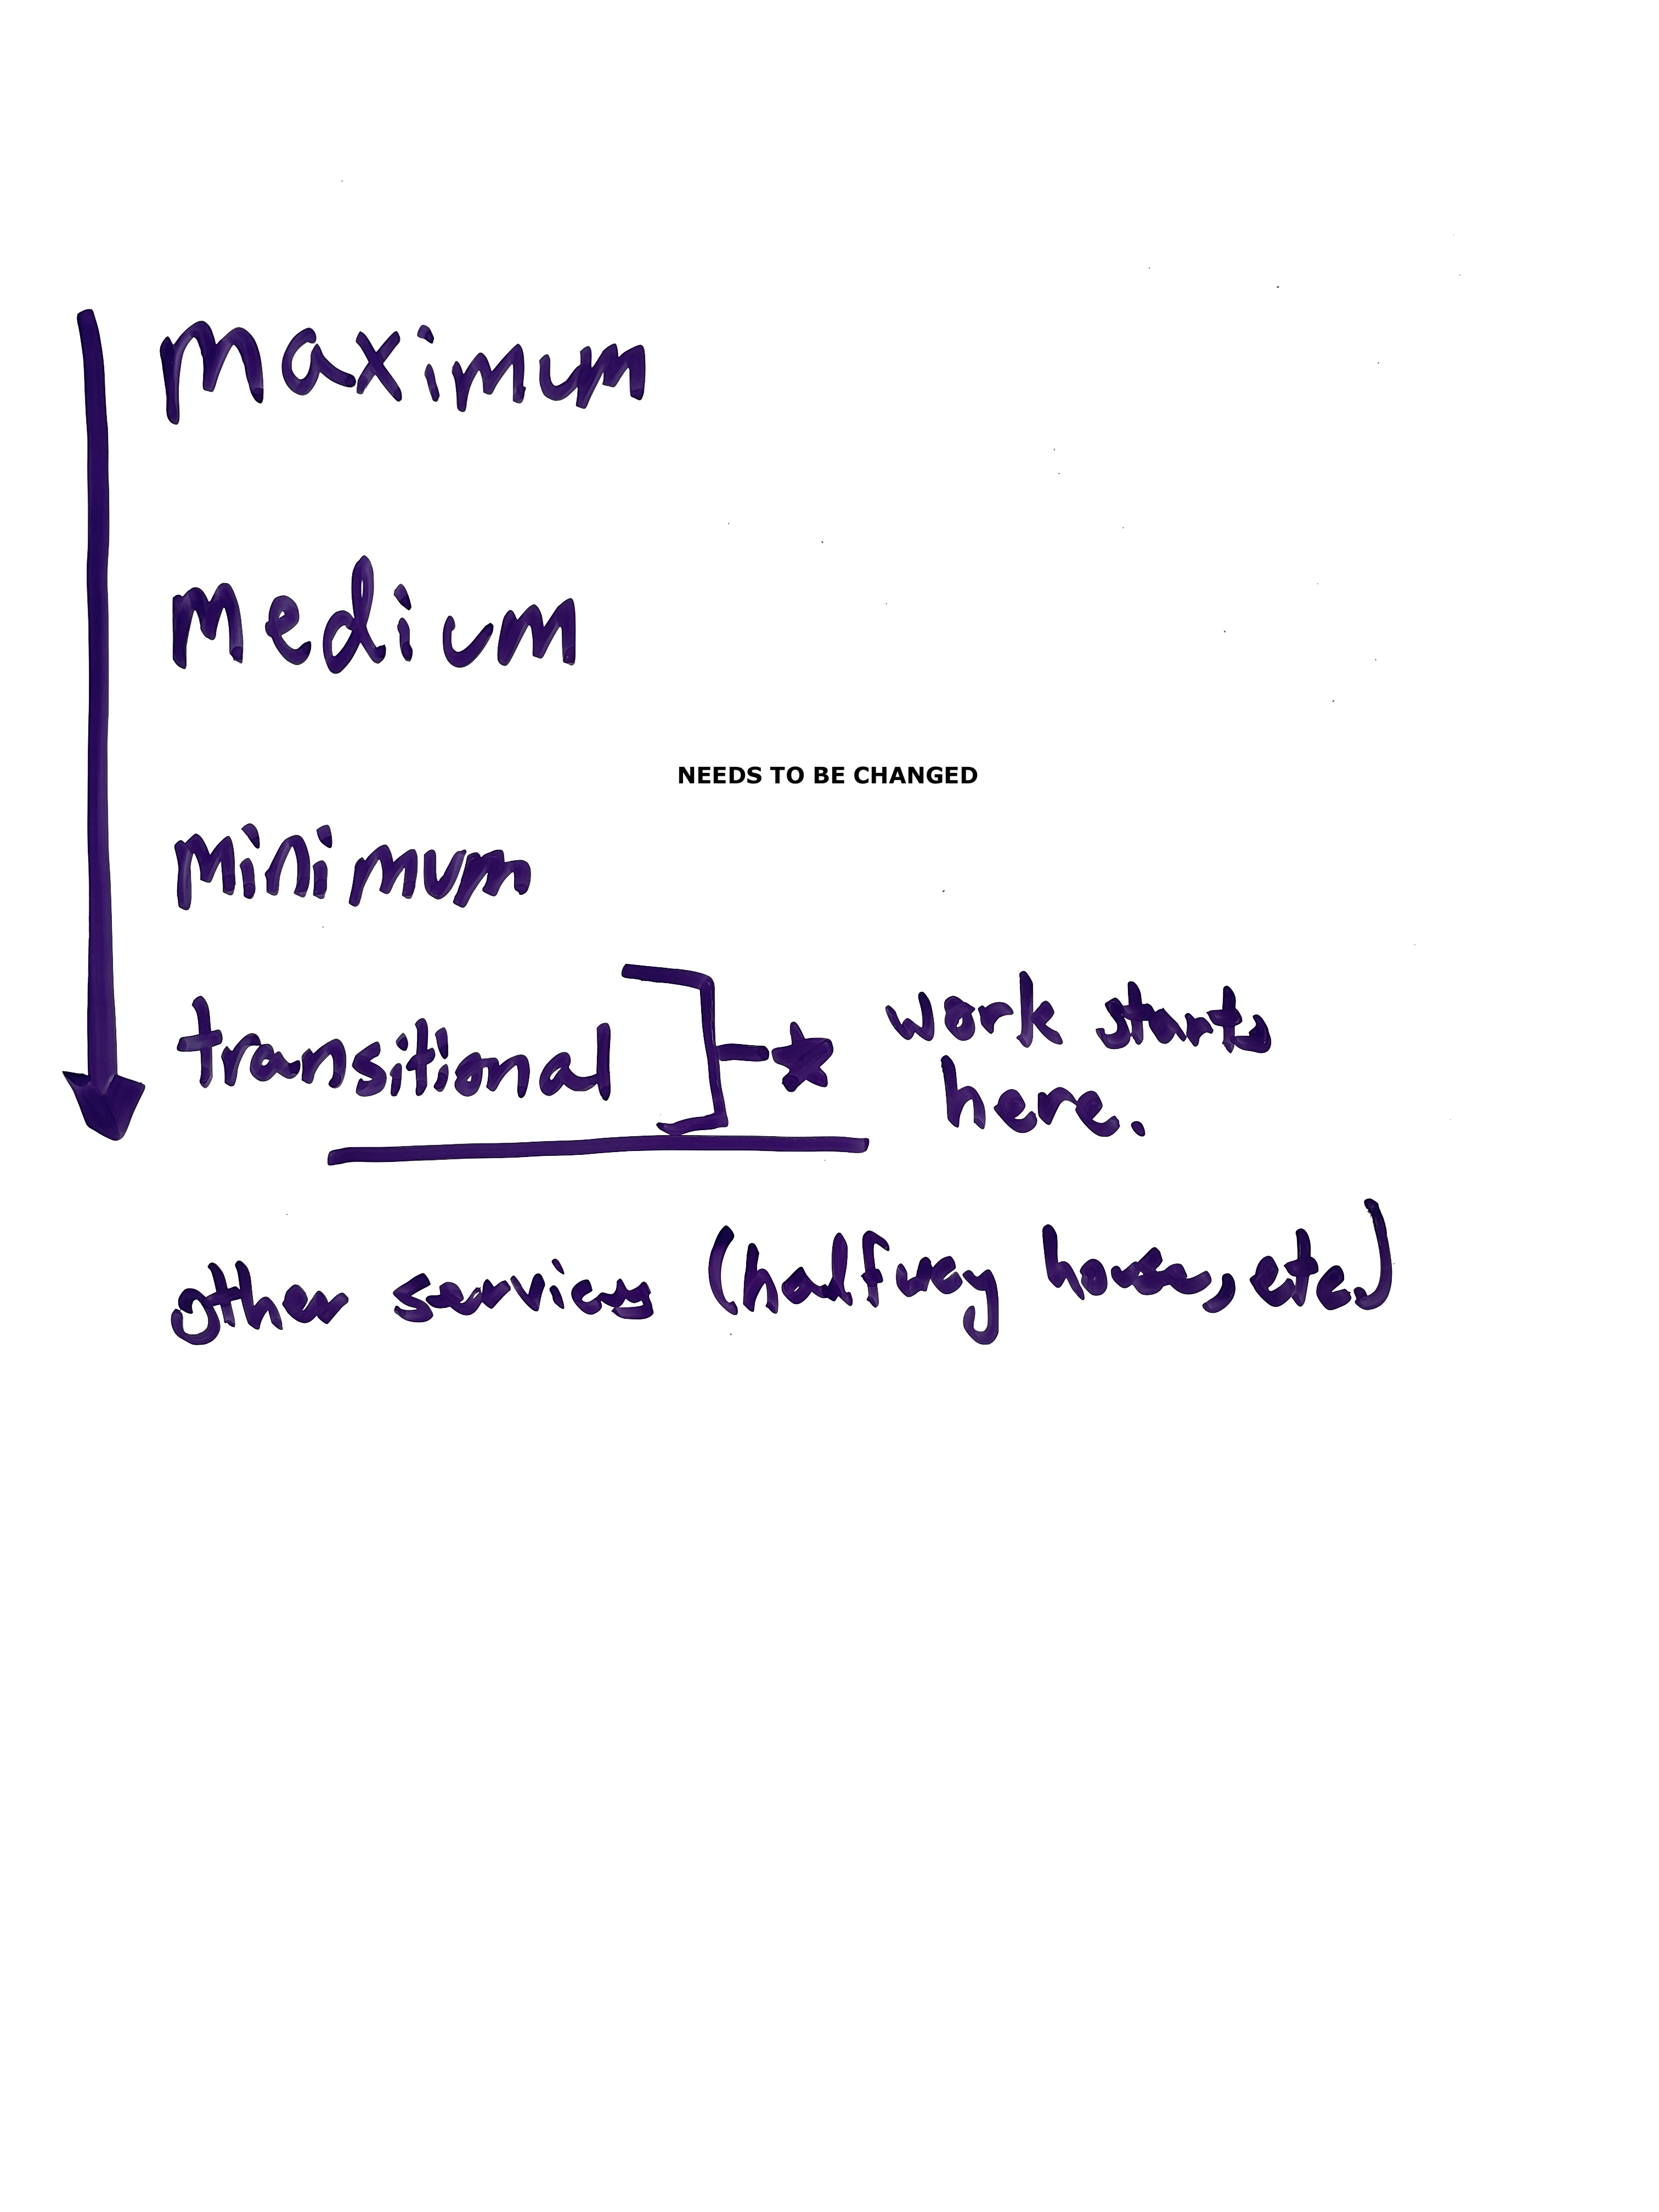 Maximum
Medium
NEEDS TO BE CHANGED
Minimum
transitional
work starts
here.
other services (halfway house, etc)